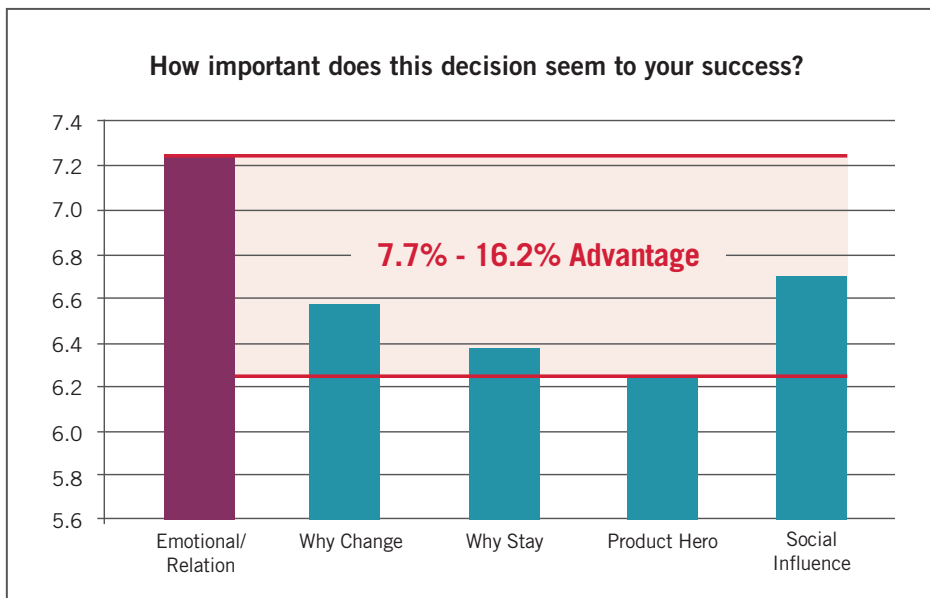 How important does this decision seem to your success?
7.4
7.2
7.0
6.8
6.6
6.4
6.2
6.0
5.8
5.6
7.7% - 16.2% Advantage
Emotional/
Relation
Why Change
Why Stay
Product Hero
Social
Influence